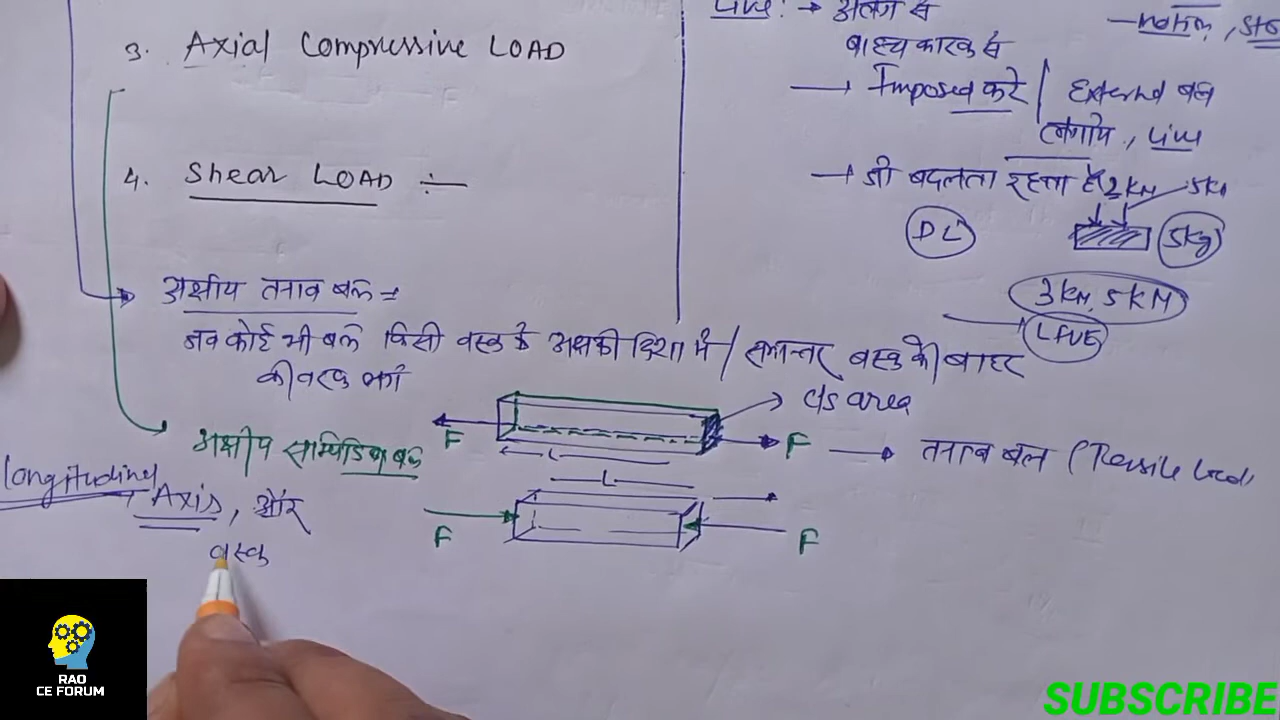 3. Axial Compressive LOAD
4. Shear LOAD ÷
Live: → अलग से
बाह्य कारक से
→ Imposed करे / External बल
लगाये, Live
→ जो बदलता रहता है
3KN 5KN
DL
5kg
3KN, 5KN
LIVE
अक्षीय तनाव बल =
जब कोई भी बल किसी वस्तु के अक्ष की दिशा में / समान्तर वस्तु के बाहर
की तरफ
c/s area
F
F → तनाव बल (Tensile load)
L
अक्षीय सम्पिडिय बल
L
longitudinal
Axis, और
वस्तु
F
F
RAO
CE FORUM
SUBSCRIBE